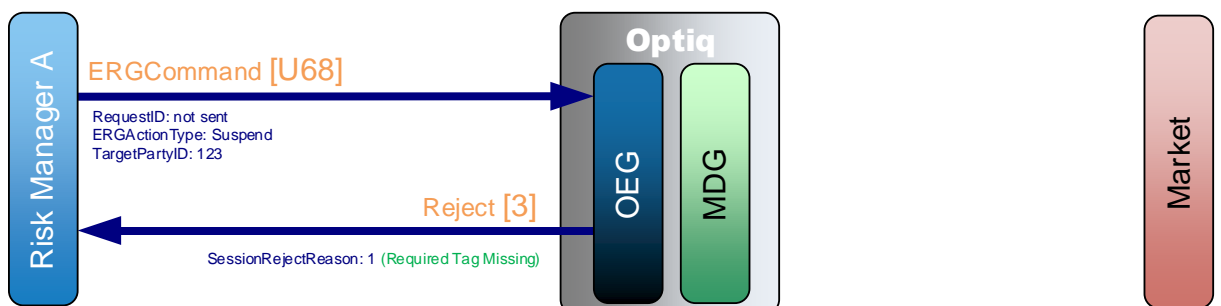 Optiq
Risk Manager A
ERGCommand [U68]
RequestID: not sent
ERGActionType: Suspend
TargetPartyID: 123
OEG
MDG
Market
Reject [3]
SessionRejectReason: 1 (Required Tag Missing)